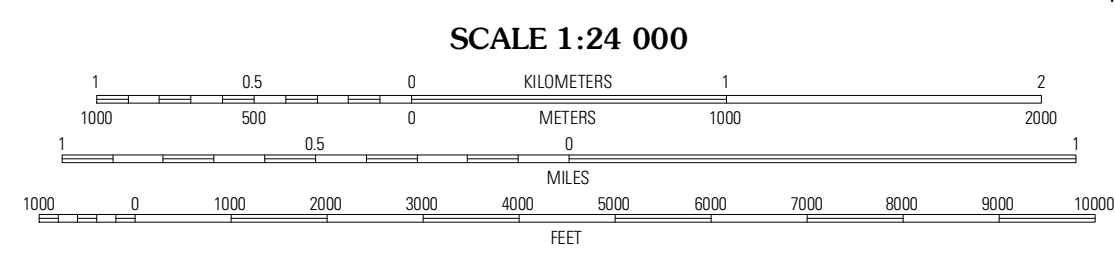 SCALE 1:24 000
1 0.5 0 KILOMETERS 1 2
1000 500 0 METERS 1000 2000
1 0.5 0 1
MILES
1000 0 1000 2000 3000 4000 5000 6000 7000 8000 9000 10000
FEET